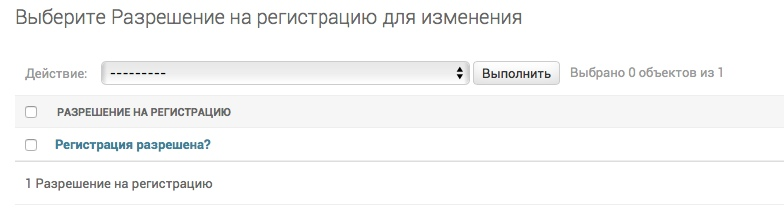 Выберите Разрешение на регистрацию для изменения
Действие: --------- Выполнить Выбрано 0 объектов из 1
РАЗРЕШЕНИЕ НА РЕГИСТРАЦИЮ
Регистрация разрешена?
1 Разрешение на регистрацию